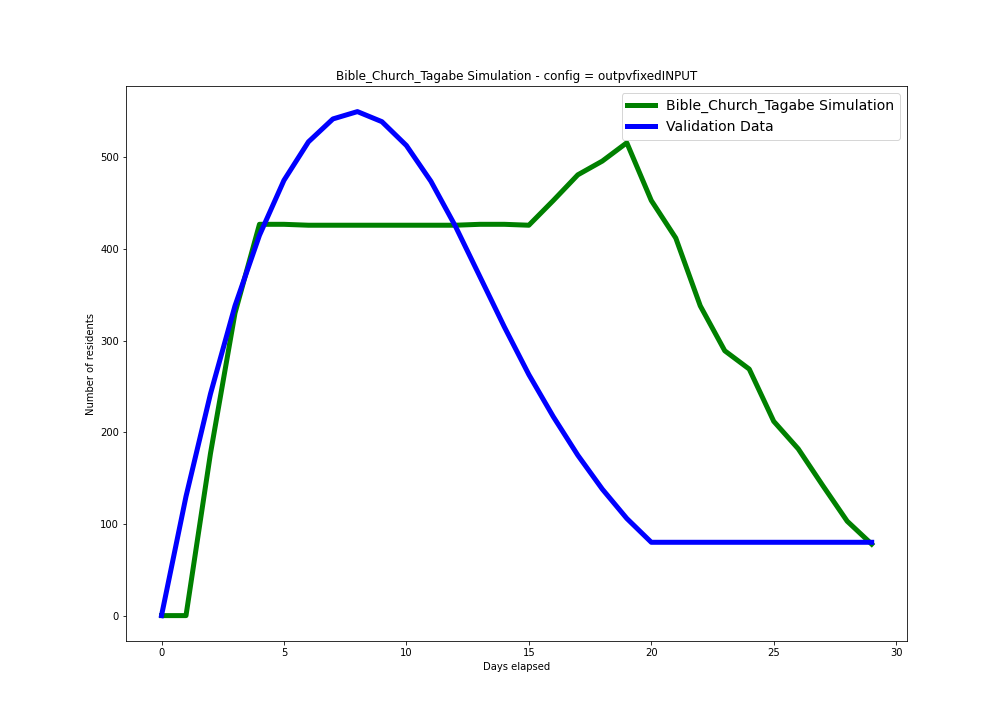 Bible_Church_Tagabe Simulation - config = outpvfixedINPUT
Bible_Church_Tagabe Simulation
Validation Data
500
400
300
200
100
0
Number of residents
0 5 10 15 20 25 30
Days elapsed